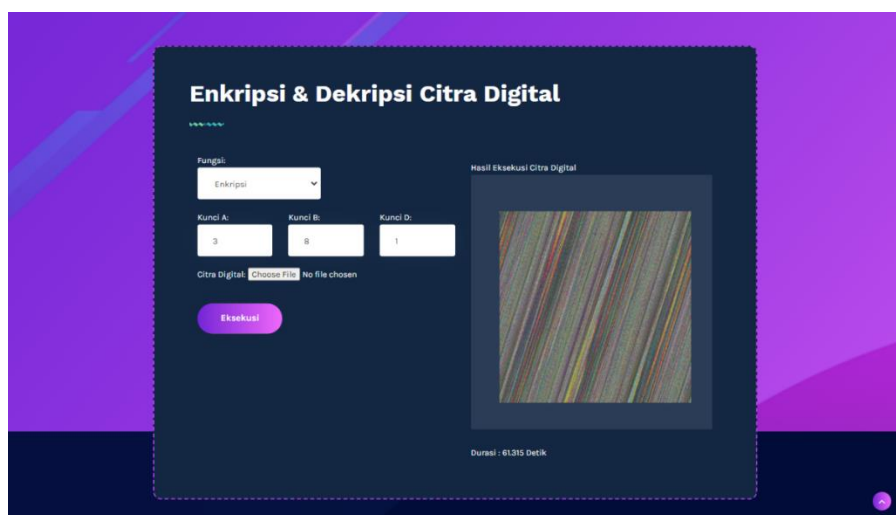 Enkripsi & Dekripsi Citra Digital
Fungsi:
Enkripsi
Kunci A:
Kunci B:
Kunci D:
3
8
1
Citra Digital: Choose File No file chosen
Eksekusi
Hasil Eksekusi Citra Digital
Durasi : 61.315 Detik